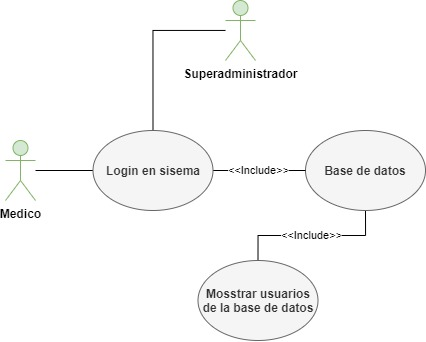 Superadministrador
Medico
Login en sisema
<<Include>>
Base de datos
<<Include>>
Mosstrar usuarios
de la base de datos